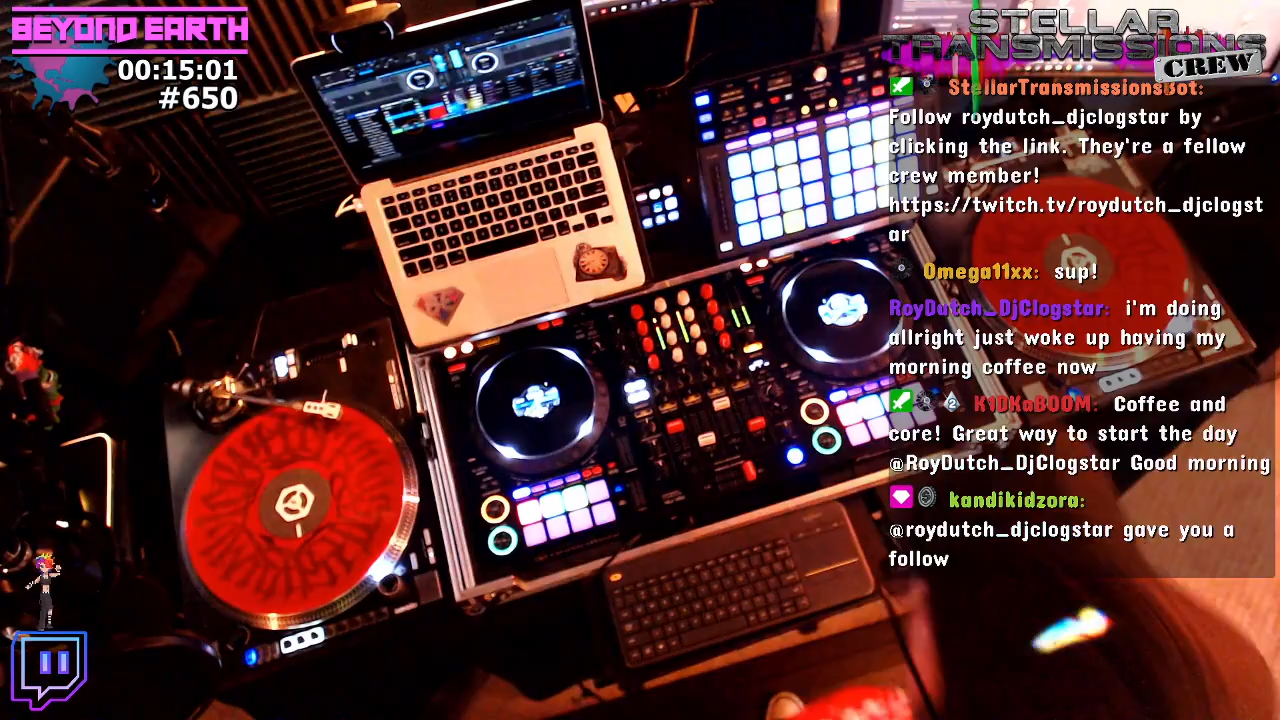 BEYOND EARTH
00:15:01
#650
STELLAR
TRANSMISSIONS
CREW
StellarTransmissionsBot:
Follow roydutch_djclogstar by
clicking the link. They're a fellow
crew member!
https://twitch.tv/roydutch_djclogst
ar
Omega11xx: sup!
RoyDutch_DjClogstar: i'm doing
allright just woke up having my
morning coffee now
K1DKaBOOM: Coffee and
core! Great way to start the day
@RoyDutch_DjClogstar Good morning
kandikidzora:
@roydutch_djclogstar gave you a
follow